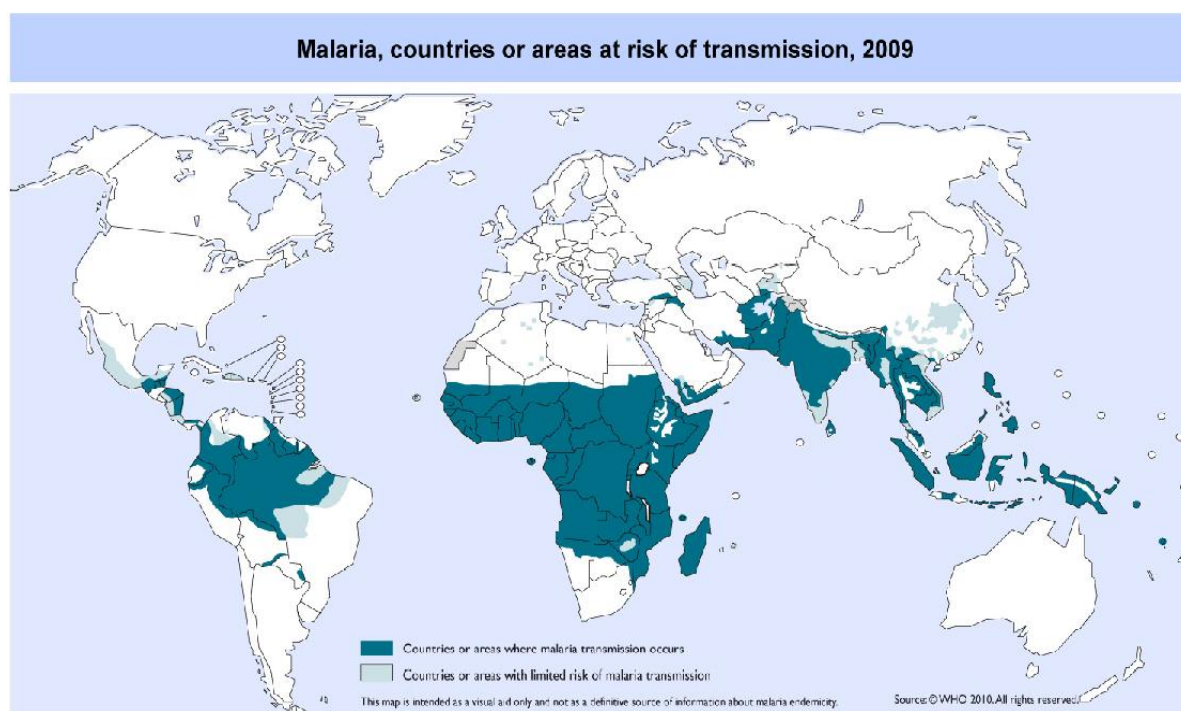 Malaria, countries or areas at risk of transmission, 2009
Countries or areas where malaria transmission occurs
Countries or areas with limited risk of malaria transmission
This map is intended as a visual aid only and not as a definitive source of information about malaria endemicity.
Source: © WHO 2010. All rights reserved.